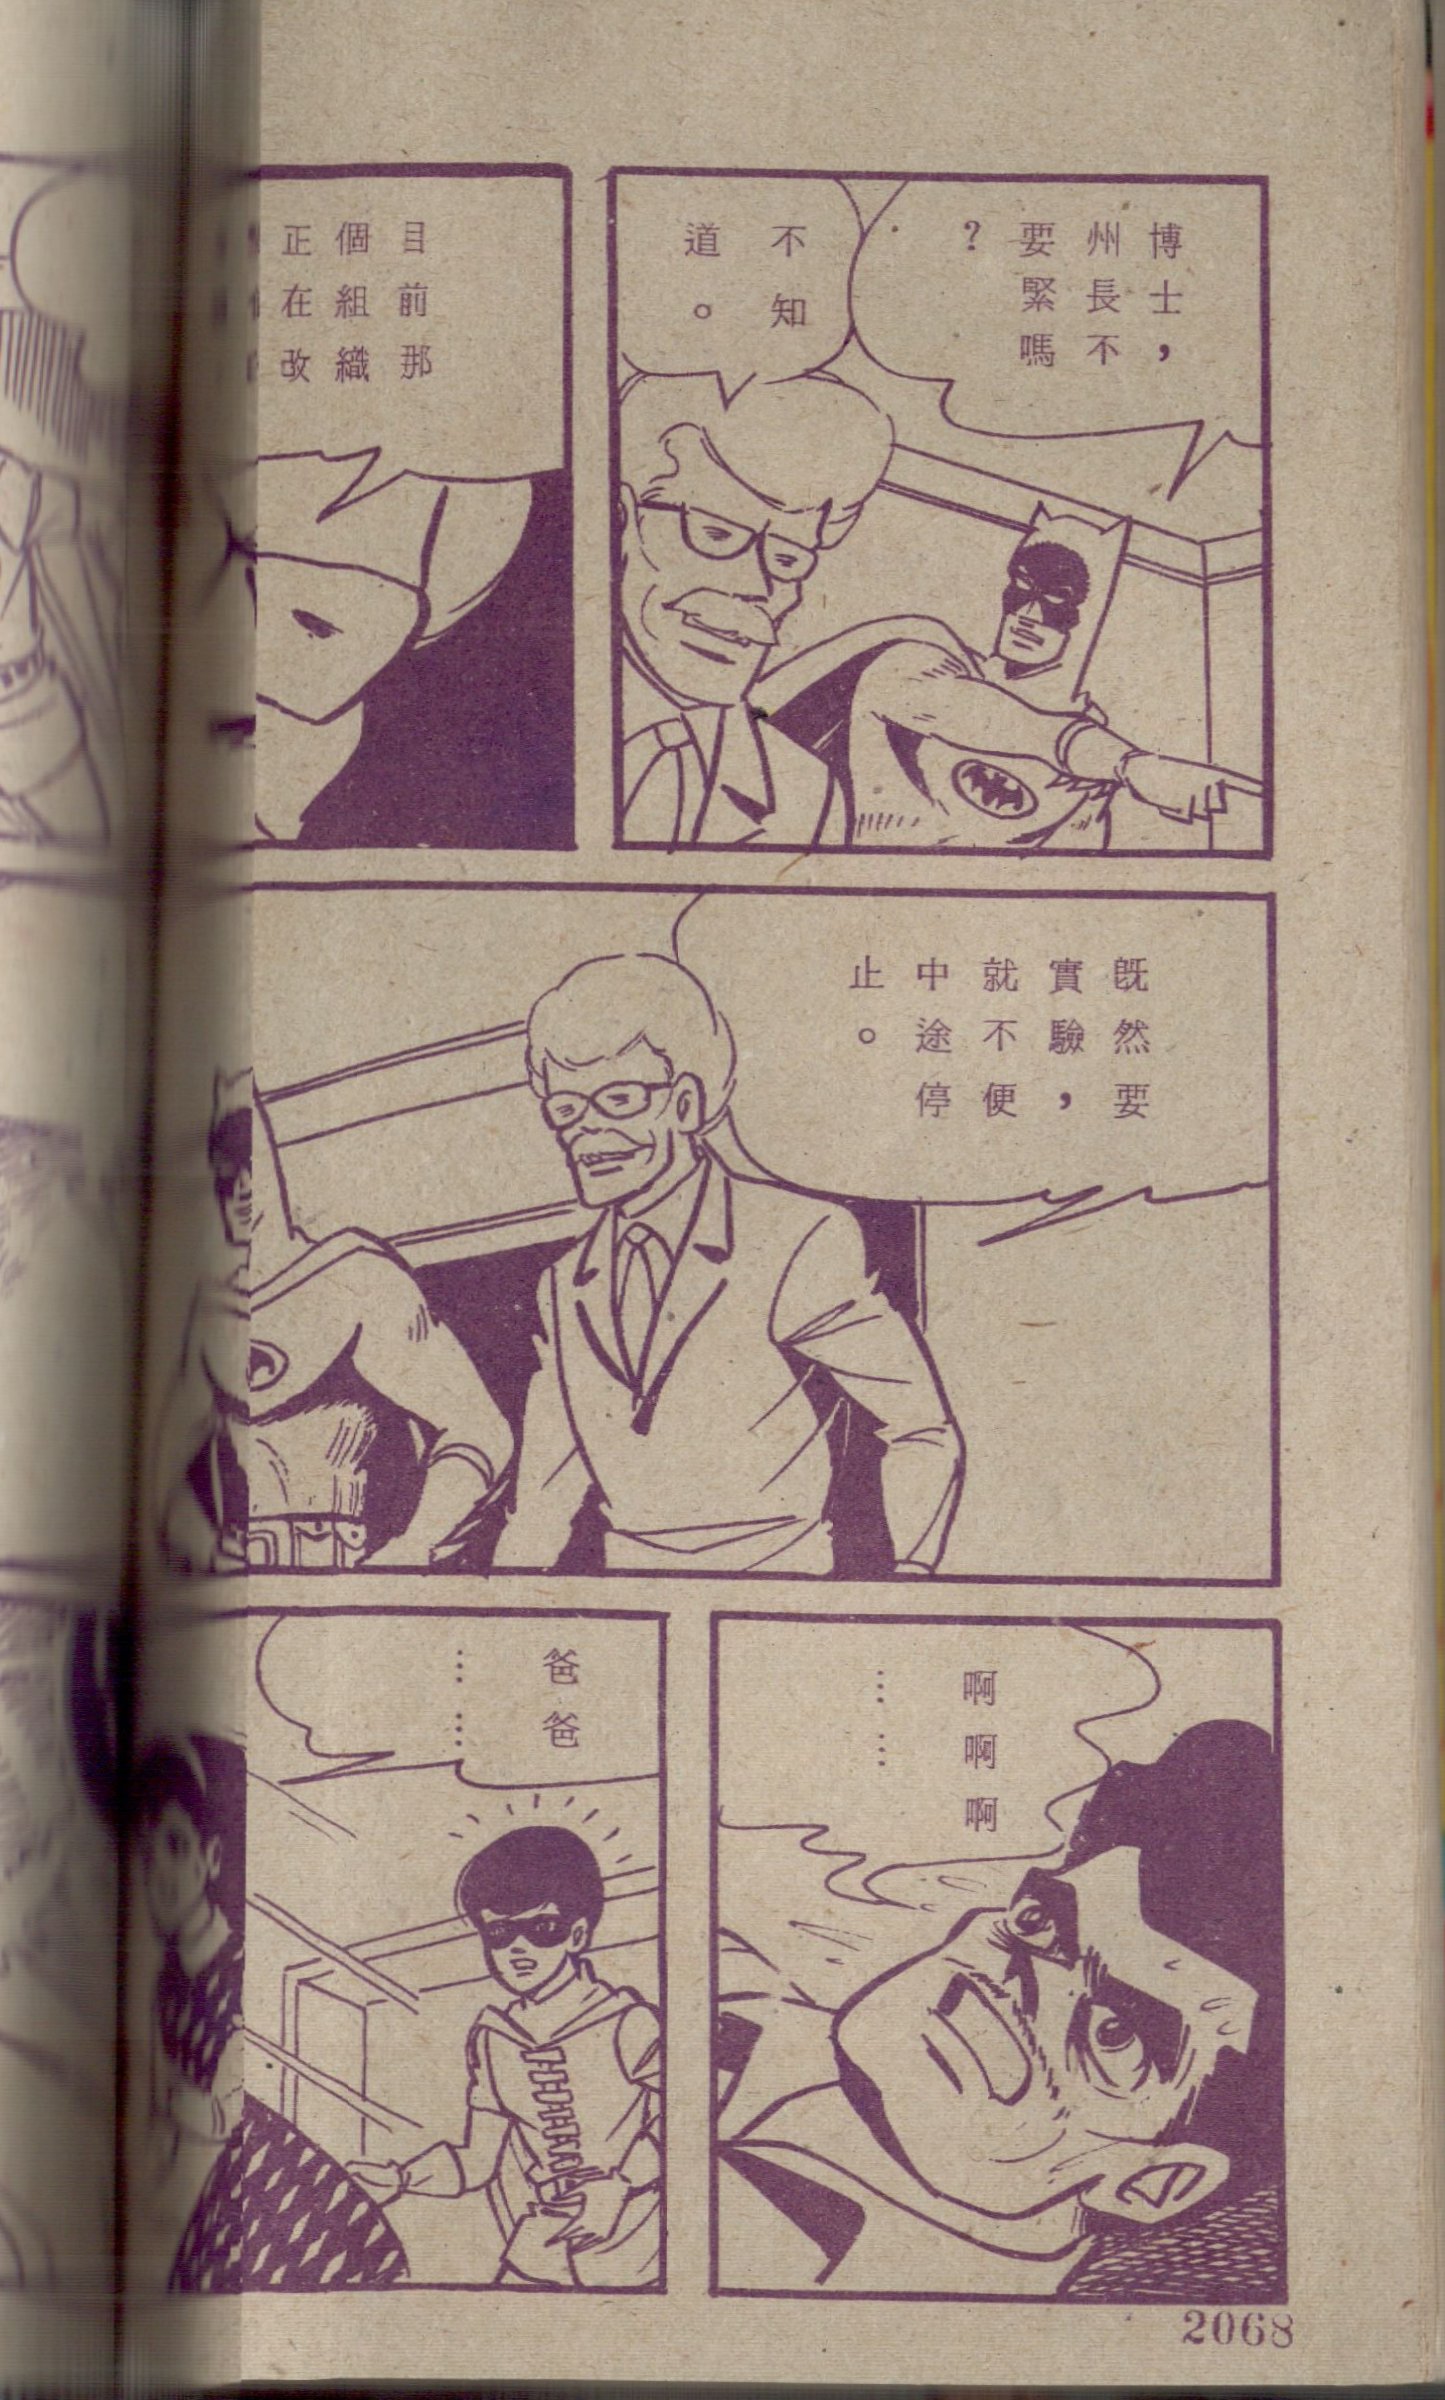 博士，
州長不
要緊嗎
？
不知
道。
目前那
個組織
正在改
既然要
實驗，
就不便
中途停
止。
啊啊啊
……
爸爸
……
2068